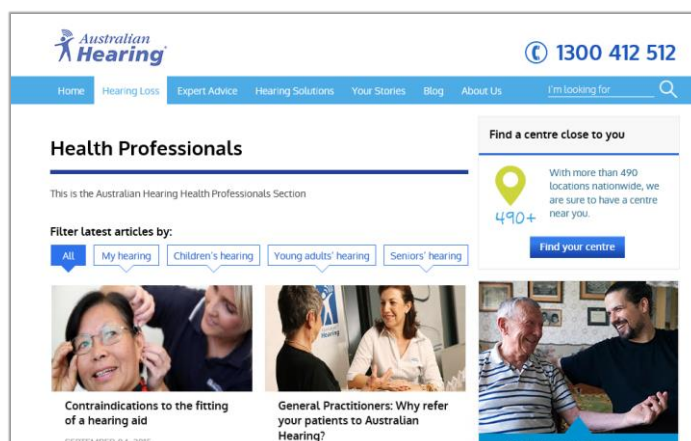 Australian
Hearing
1300 412 512
Home Hearing Loss Expert Advice Hearing Solutions Your Stories Blog About Us I'm looking for
Health Professionals
This is the Australian Hearing Health Professionals Section
Filter latest articles by:
All My hearing Children's hearing Young adults' hearing Seniors' hearing
Contraindications to the fitting
of a hearing aid
General Practitioners: Why refer
your patients to Australian
Hearing?
Find a centre close to you
490+
With more than 490
locations nationwide, we
are sure to have a centre
near you.
Find your centre